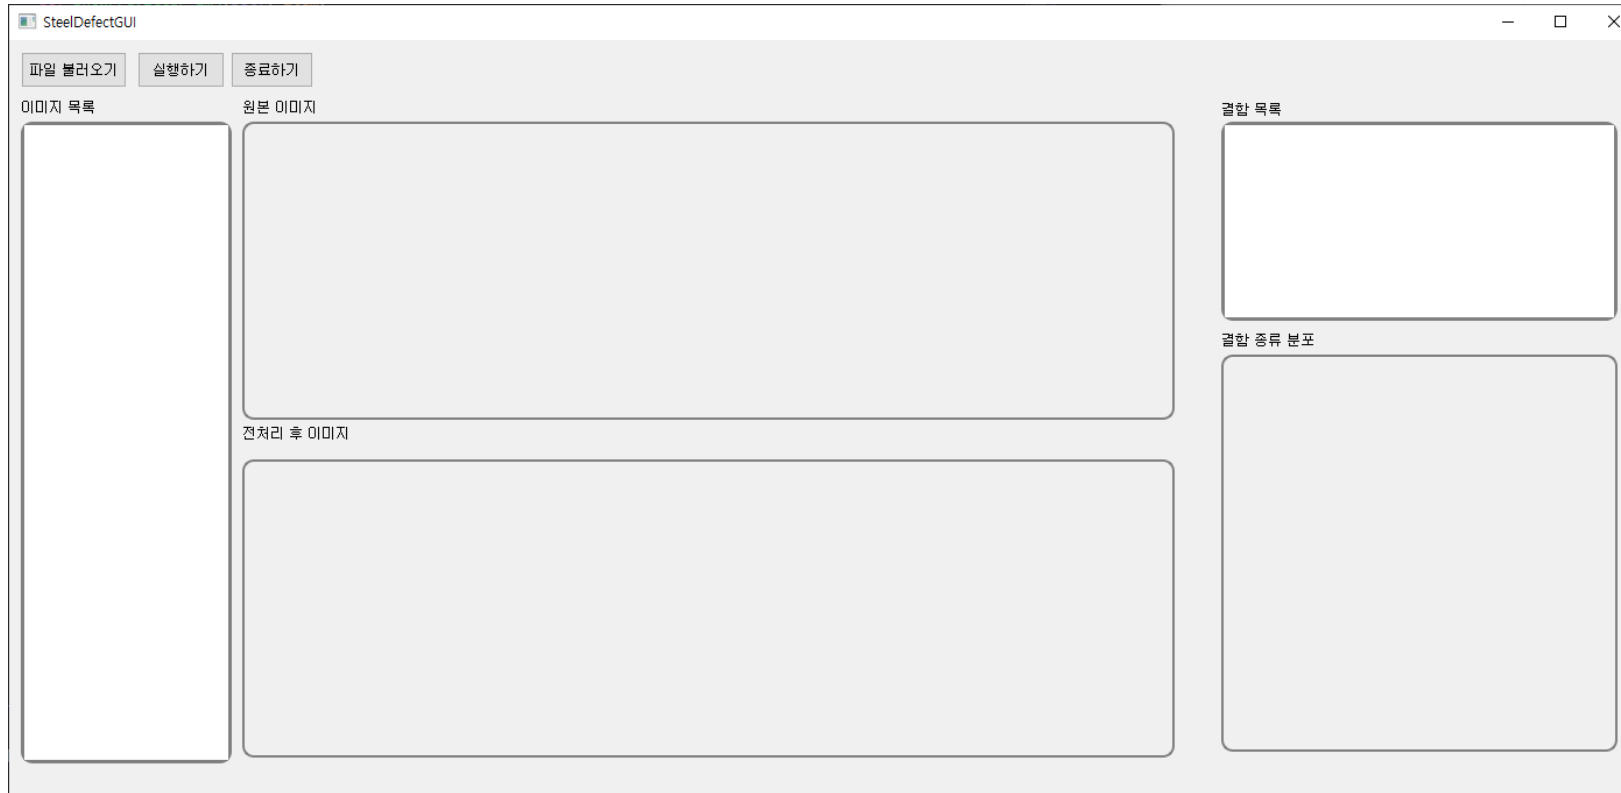 SteelDefectGUI
파일 불러오기 실행하기 종료하기
이미지 목록
원본 이미지
결함 목록
결함 종류 분포
전처리 후 이미지